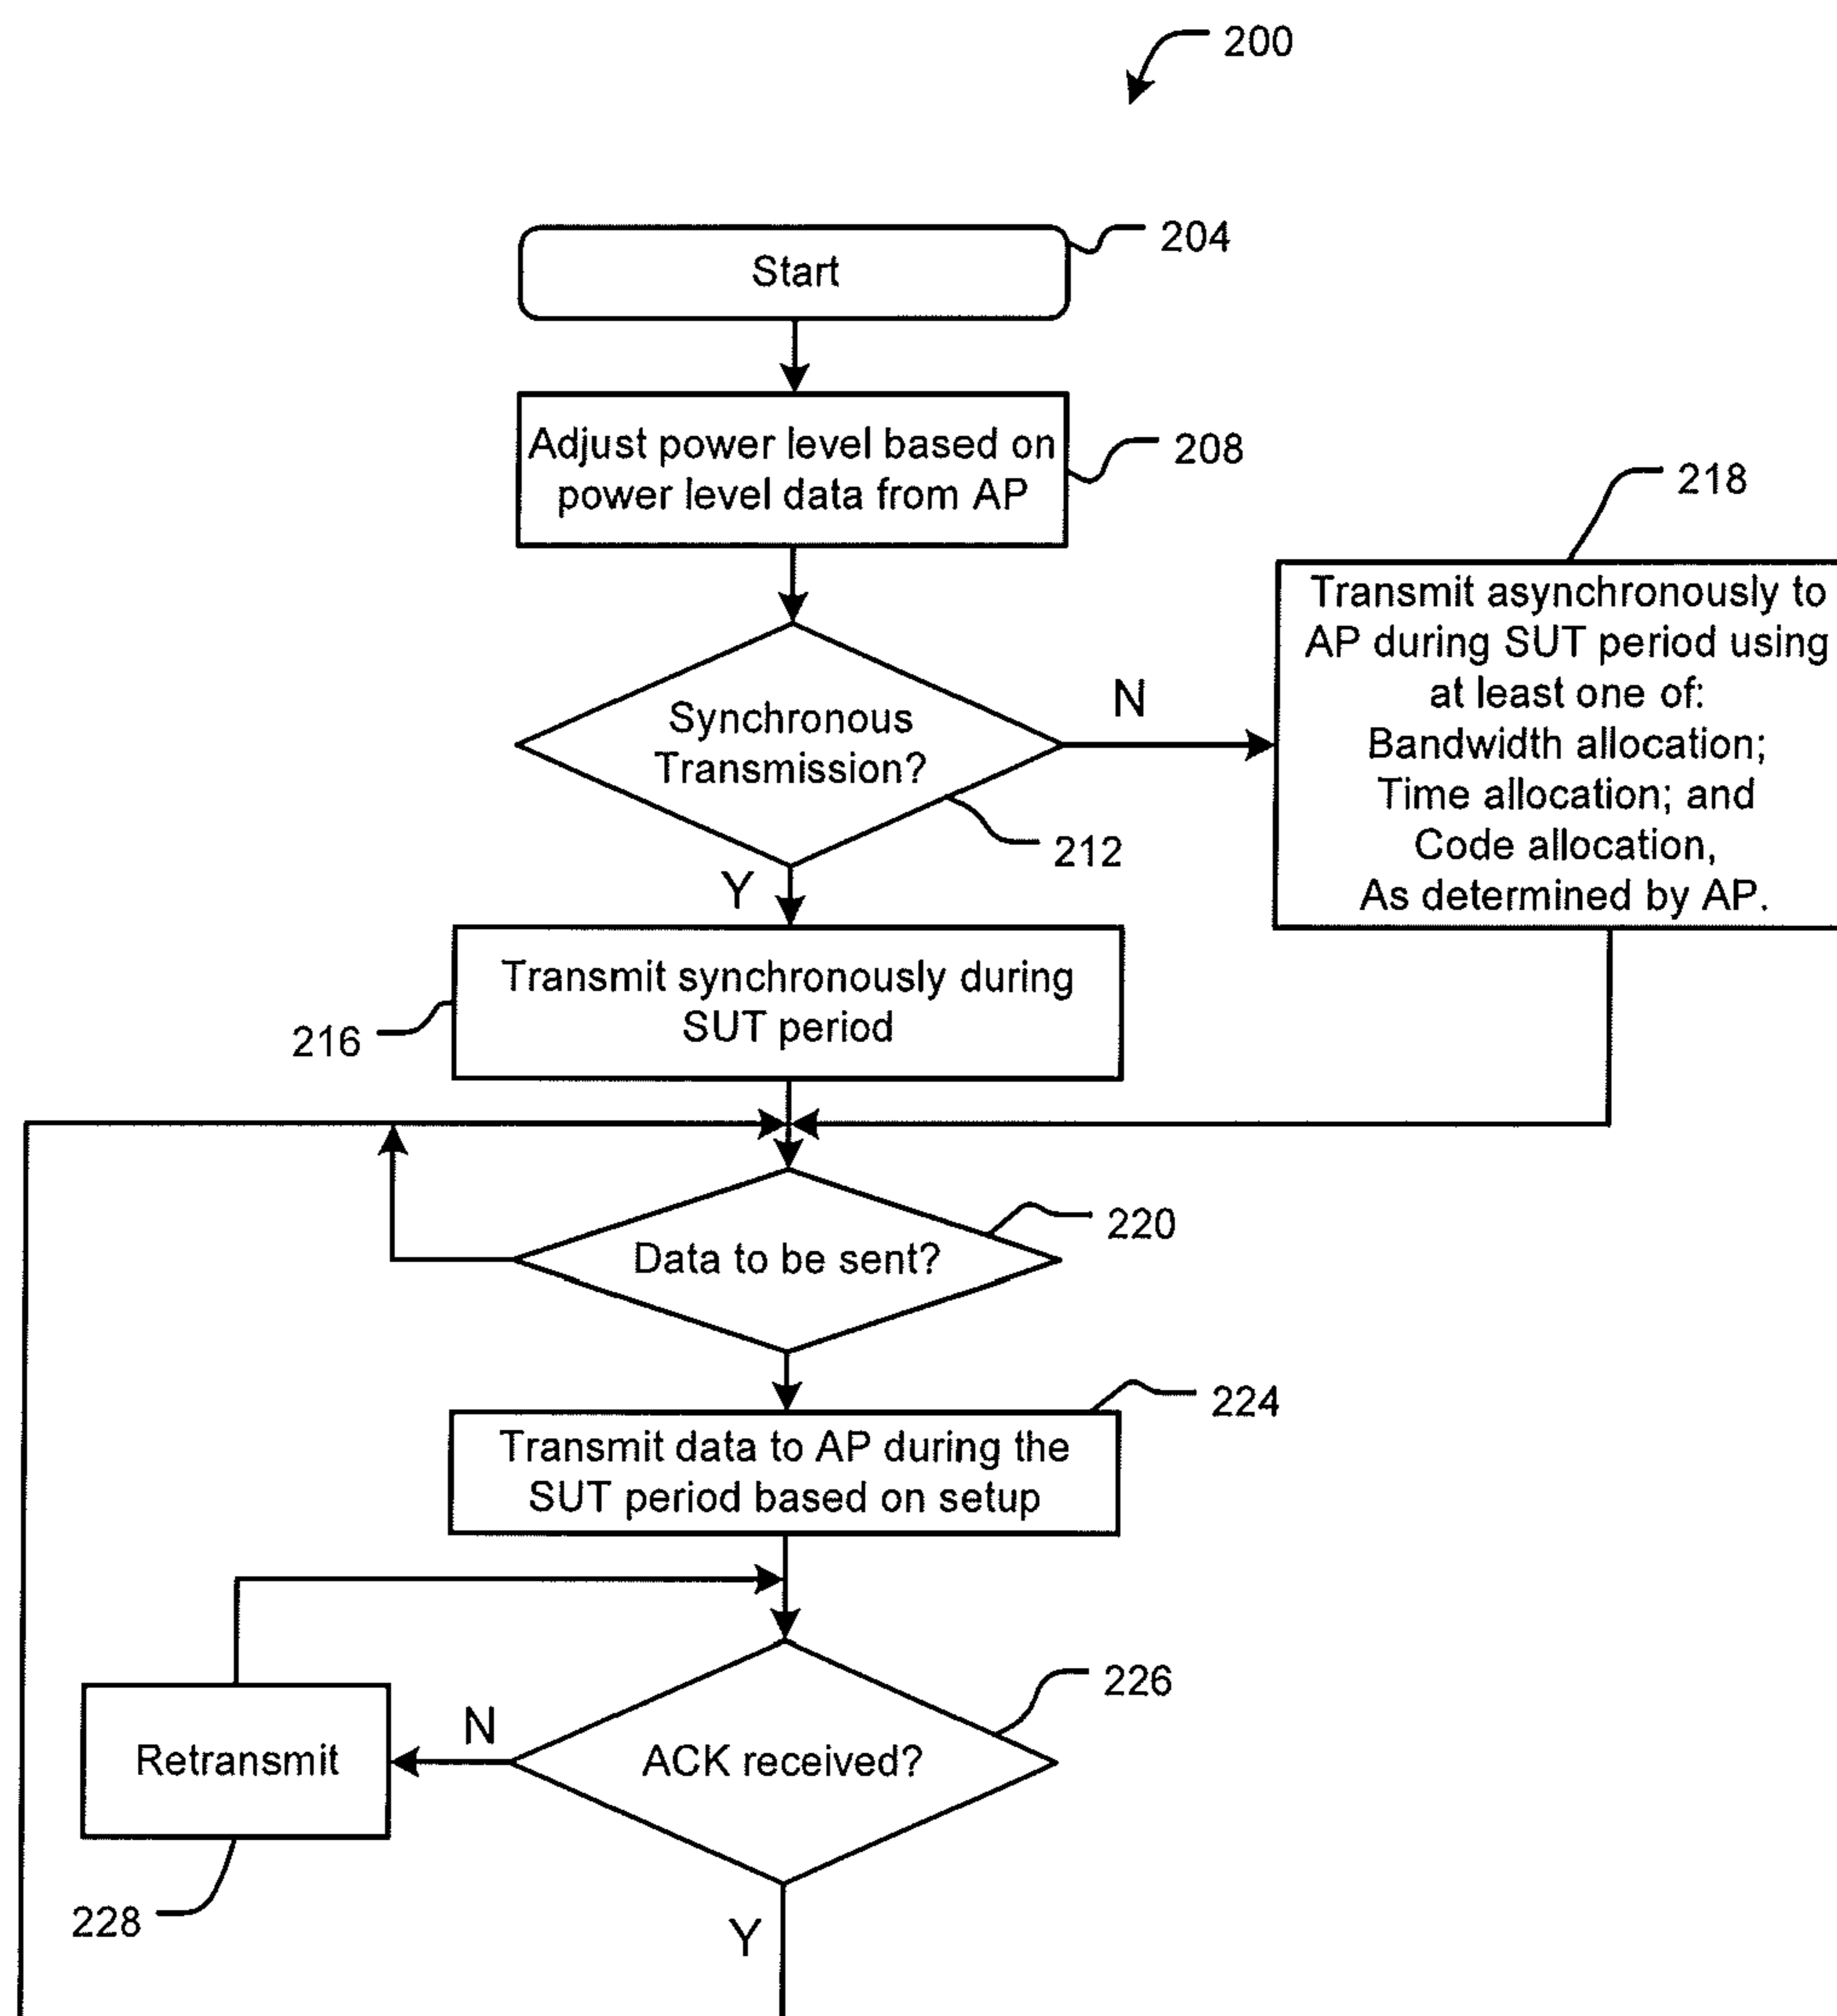 200
Start
204
Adjust power level based on
power level data from AP
208
218
Transmit asynchronously to
AP during SUT period using
at least one of:
Bandwidth allocation;
Time allocation; and
Code allocation,
As determined by AP.
Synchronous
Transmission?
N
212
Y
Transmit synchronously during
SUT period
216
220
Data to be sent?
224
Transmit data to AP during the
SUT period based on setup
226
N
Retransmit
ACK received?
228
Y